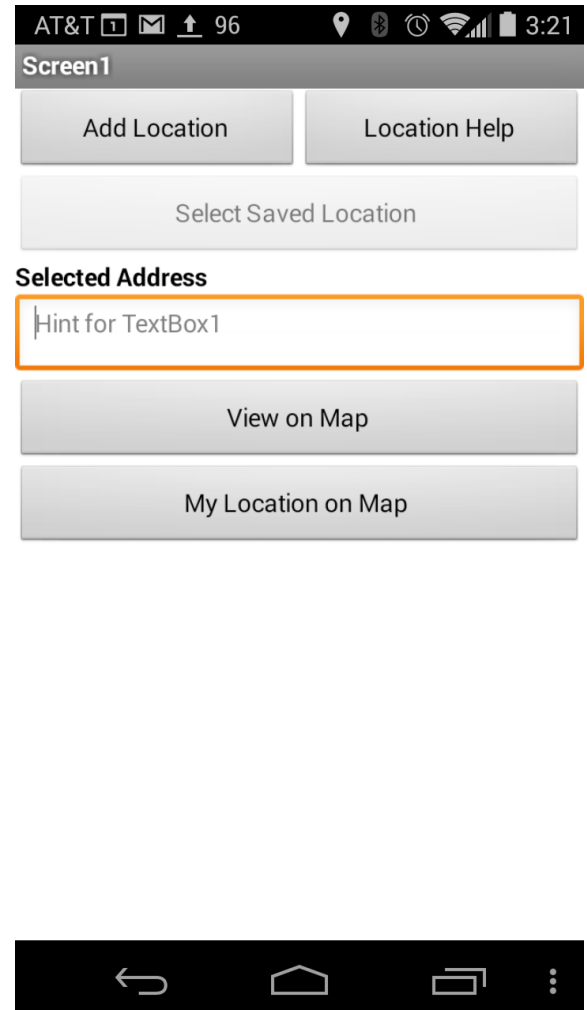 AT&T 1 96 3:21
Screen1
Add Location Location Help
Select Saved Location
Selected Address
Hint for TextBox1
View on Map
My Location on Map